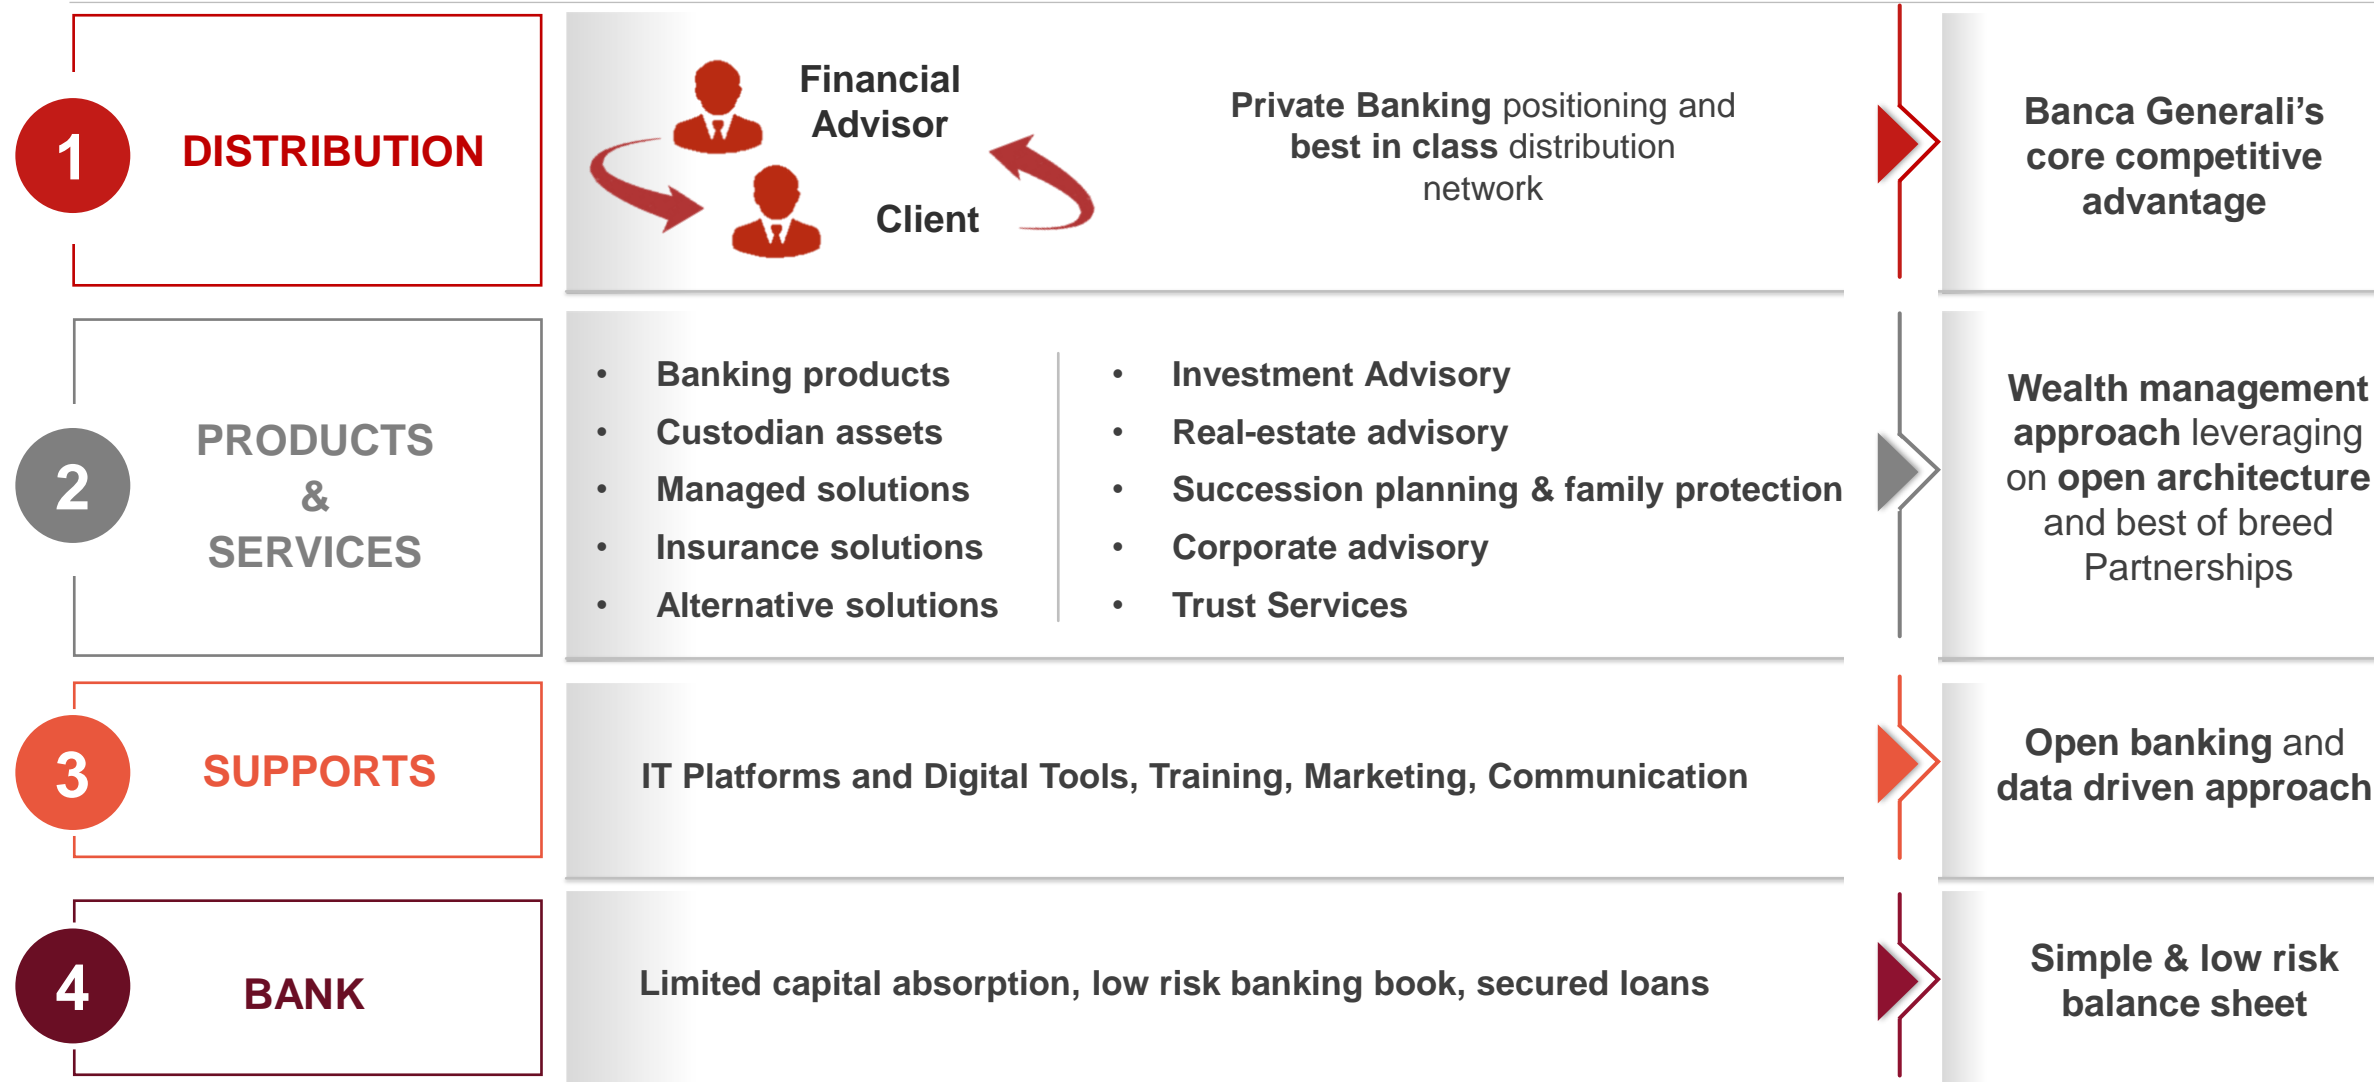 1
DISTRIBUTION
Financial
Advisor
Client
Private Banking positioning and
best in class distribution
network
Banca Generali’s
core competitive
advantage
2
PRODUCTS
&
SERVICES
• Banking products
• Custodian assets
• Managed solutions
• Insurance solutions
• Alternative solutions
• Investment Advisory
• Real-estate advisory
• Succession planning & family protection
• Corporate advisory
• Trust Services
Wealth management
approach leveraging
on open architecture
and best of breed
Partnerships
3
SUPPORTS
IT Platforms and Digital Tools, Training, Marketing, Communication
Open banking and
data driven approach
4
BANK
Limited capital absorption, low risk banking book, secured loans
Simple & low risk
balance sheet